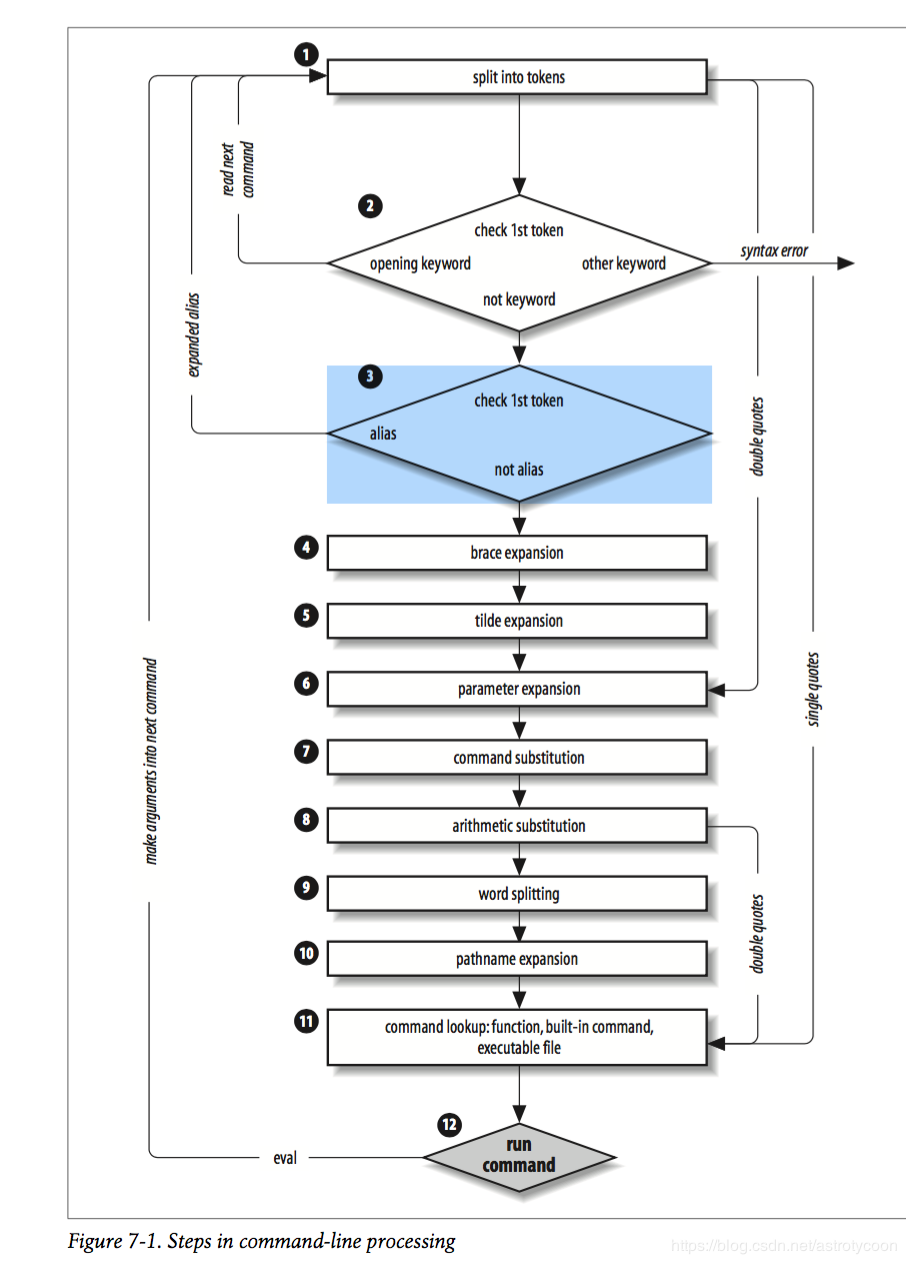 1
split into tokens
read next
command
2
check 1st token
opening keyword
other keyword
not keyword
syntax error
expanded alias
3
check 1st token
alias
not alias
double quotes
4
brace expansion
5
tilde expansion
6
parameter expansion
single quotes
make arguments into next command
7
command substitution
8
arithmetic substitution
9
word splitting
double quotes
10
pathname expansion
11
command lookup: function, built-in command,
executable file
12
run
command
eval
Figure 7-1. Steps in command-line processing
https://blog.csdn.net/astrotycoon